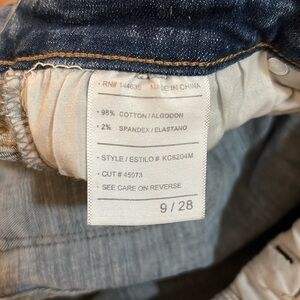 · RN# 144639 MADE IN CHINA
· 98% COTTON / ALGODON
· 2% SPANDEX / ELASTANO
· STYLE / ESTILO # KC6204M
· CUT # 45073
· SEE CARE ON REVERSE
9 / 28